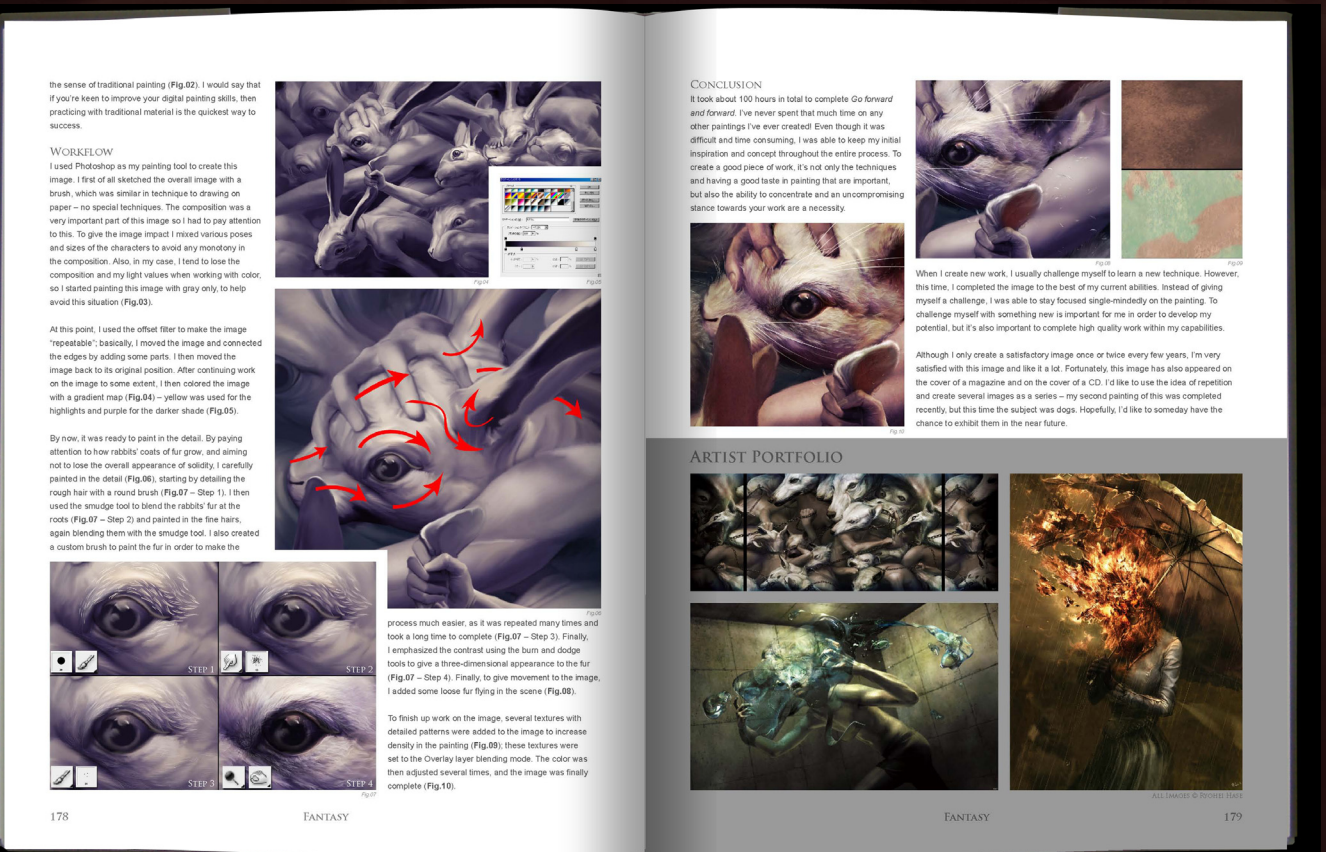 the sense of traditional painting (Fig.02). I would say that
if you're keen to improve your digital painting skills, then
practicing with traditional material is the quickest way to
success.
Workflow
I used Photoshop as my painting tool to create this
image. I first of all sketched the overall image with a
brush, which was similar in technique to drawing on
paper – no special techniques. The composition was a
very important part of this image so I had to pay attention
to this. To give the image impact I mixed various poses
and sizes of the characters to avoid any monotony in
the composition. Also, in my case, I tend to lose the
composition and my light values when working with color,
so I started painting this image with gray only, to help
avoid this situation (Fig.03).
At this point, I used the offset filter to make the image
"repeatable"; basically, I moved the image and connected
the edges by adding some parts. I then moved the
image back to its original position. After continuing work
on the image to some extent, I then colored the image
with a gradient map (Fig.04) – yellow was used for the
highlights and purple for the darker shade (Fig.05).
By now, it was ready to paint in the detail. By paying
attention to how rabbits' coats of fur grow, and aiming
not to lose the overall appearance of solidity, I carefully
painted in the detail (Fig.06), starting by detailing the
rough hair with a round brush (Fig.07 – Step 1). I then
used the smudge tool to blend the rabbits' fur at the
roots (Fig.07 – Step 2) and painted in the fine hairs,
again blending them with the smudge tool. I also created
a custom brush to paint the fur in order to make the
Fig.04
Fig.05
Fig.06
Step 1
Step 2
Step 3
Step 4
Fig.07
process much easier, as it was repeated many times and
took a long time to complete (Fig.07 – Step 3). Finally,
I emphasized the contrast using the burn and dodge
tools to give a three-dimensional appearance to the fur
(Fig.07 – Step 4). Finally, to give movement to the image,
I added some loose fur flying in the scene (Fig.08).
To finish up work on the image, several textures with
detailed patterns were added to the image to increase
density in the painting (Fig.09); these textures were
set to the Overlay layer blending mode. The color was
then adjusted several times, and the image was finally
complete (Fig.10).
178
Fantasy
Conclusion
It took about 100 hours in total to complete Go forward
and forward. I've never spent that much time on any
other paintings I've ever created! Even though it was
difficult and time consuming, I was able to keep my initial
inspiration and concept throughout the entire process. To
create a good piece of work, it's not only the techniques
and having a good taste in painting that are important,
but also the ability to concentrate and an uncompromising
stance towards your work are a necessity.
Fig.08
Fig.09
Fig.10
When I create new work, I usually challenge myself to learn a new technique. However,
this time, I completed the image to the best of my current abilities. Instead of giving
myself a challenge, I was able to stay focused single-mindedly on the painting. To
challenge myself with something new is important for me in order to develop my
potential, but it's also important to complete high quality work within my capabilities.
Although I only create a satisfactory image once or twice every few years, I'm very
satisfied with this image and like it a lot. Fortunately, this image has also appeared on
the cover of a magazine and on the cover of a CD. I'd like to use the idea of repetition
and create several images as a series – my second painting of this was completed
recently, but this time the subject was dogs. Hopefully, I'd like to someday have the
chance to exhibit them in the near future.
Artist Portfolio
All Images © Ryohei Hase
Fantasy
179